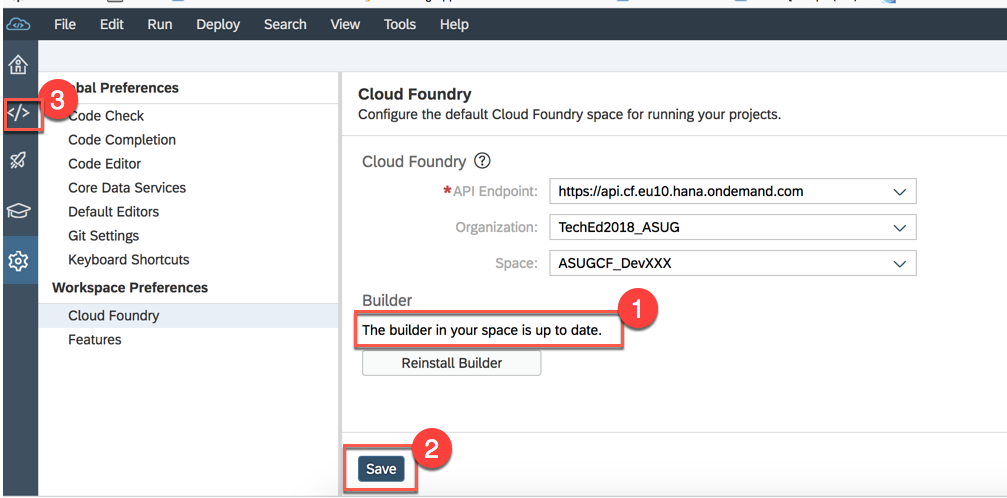 File Edit Run Deploy Search View Tools Help
Global Preferences
Code Check
Code Completion
Code Editor
Core Data Services
Default Editors
Git Settings
Keyboard Shortcuts
Workspace Preferences
Cloud Foundry
Features
3
</>
Cloud Foundry
Configure the default Cloud Foundry space for running your projects.
Cloud Foundry ?
*API Endpoint: https://api.cf.eu10.hana.ondemand.com
Organization: TechEd2018_ASUG
Space: ASUGCF_DevXXX
Builder
1
The builder in your space is up to date.
Reinstall Builder
2
Save